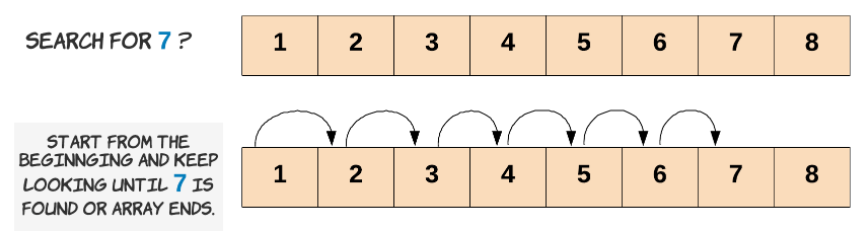 SEARCH FOR 7 ?
1 2 3 4 5 6 7 8
START FROM THE
BEGINNGING AND KEEP
LOOKING UNTIL 7 IS
FOUND OR ARRAY ENDS.
1 2 3 4 5 6 7 8